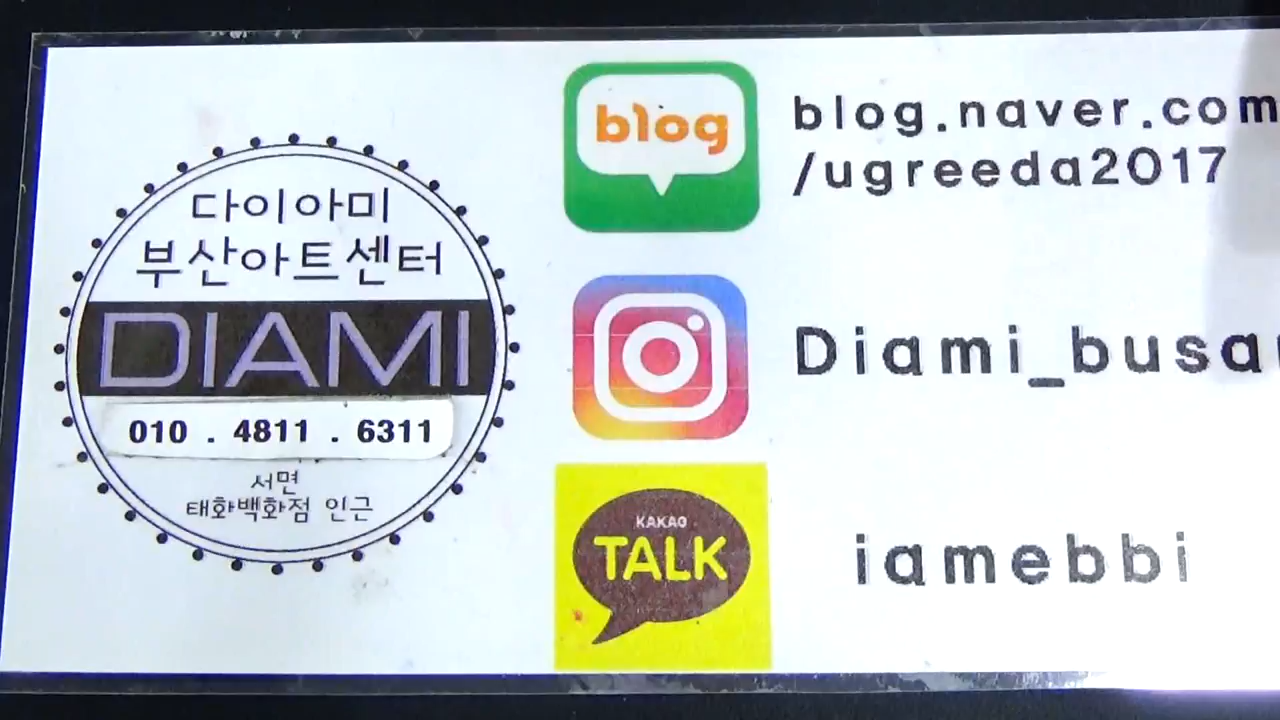 다이아미
부산아트센터
DIAMI
010 . 4811 . 6311
서면
태화백화점 인근
blog
blog.naver.com
/ugreeda2017
Diami_busa
KAKAO
TALK
iamebbi